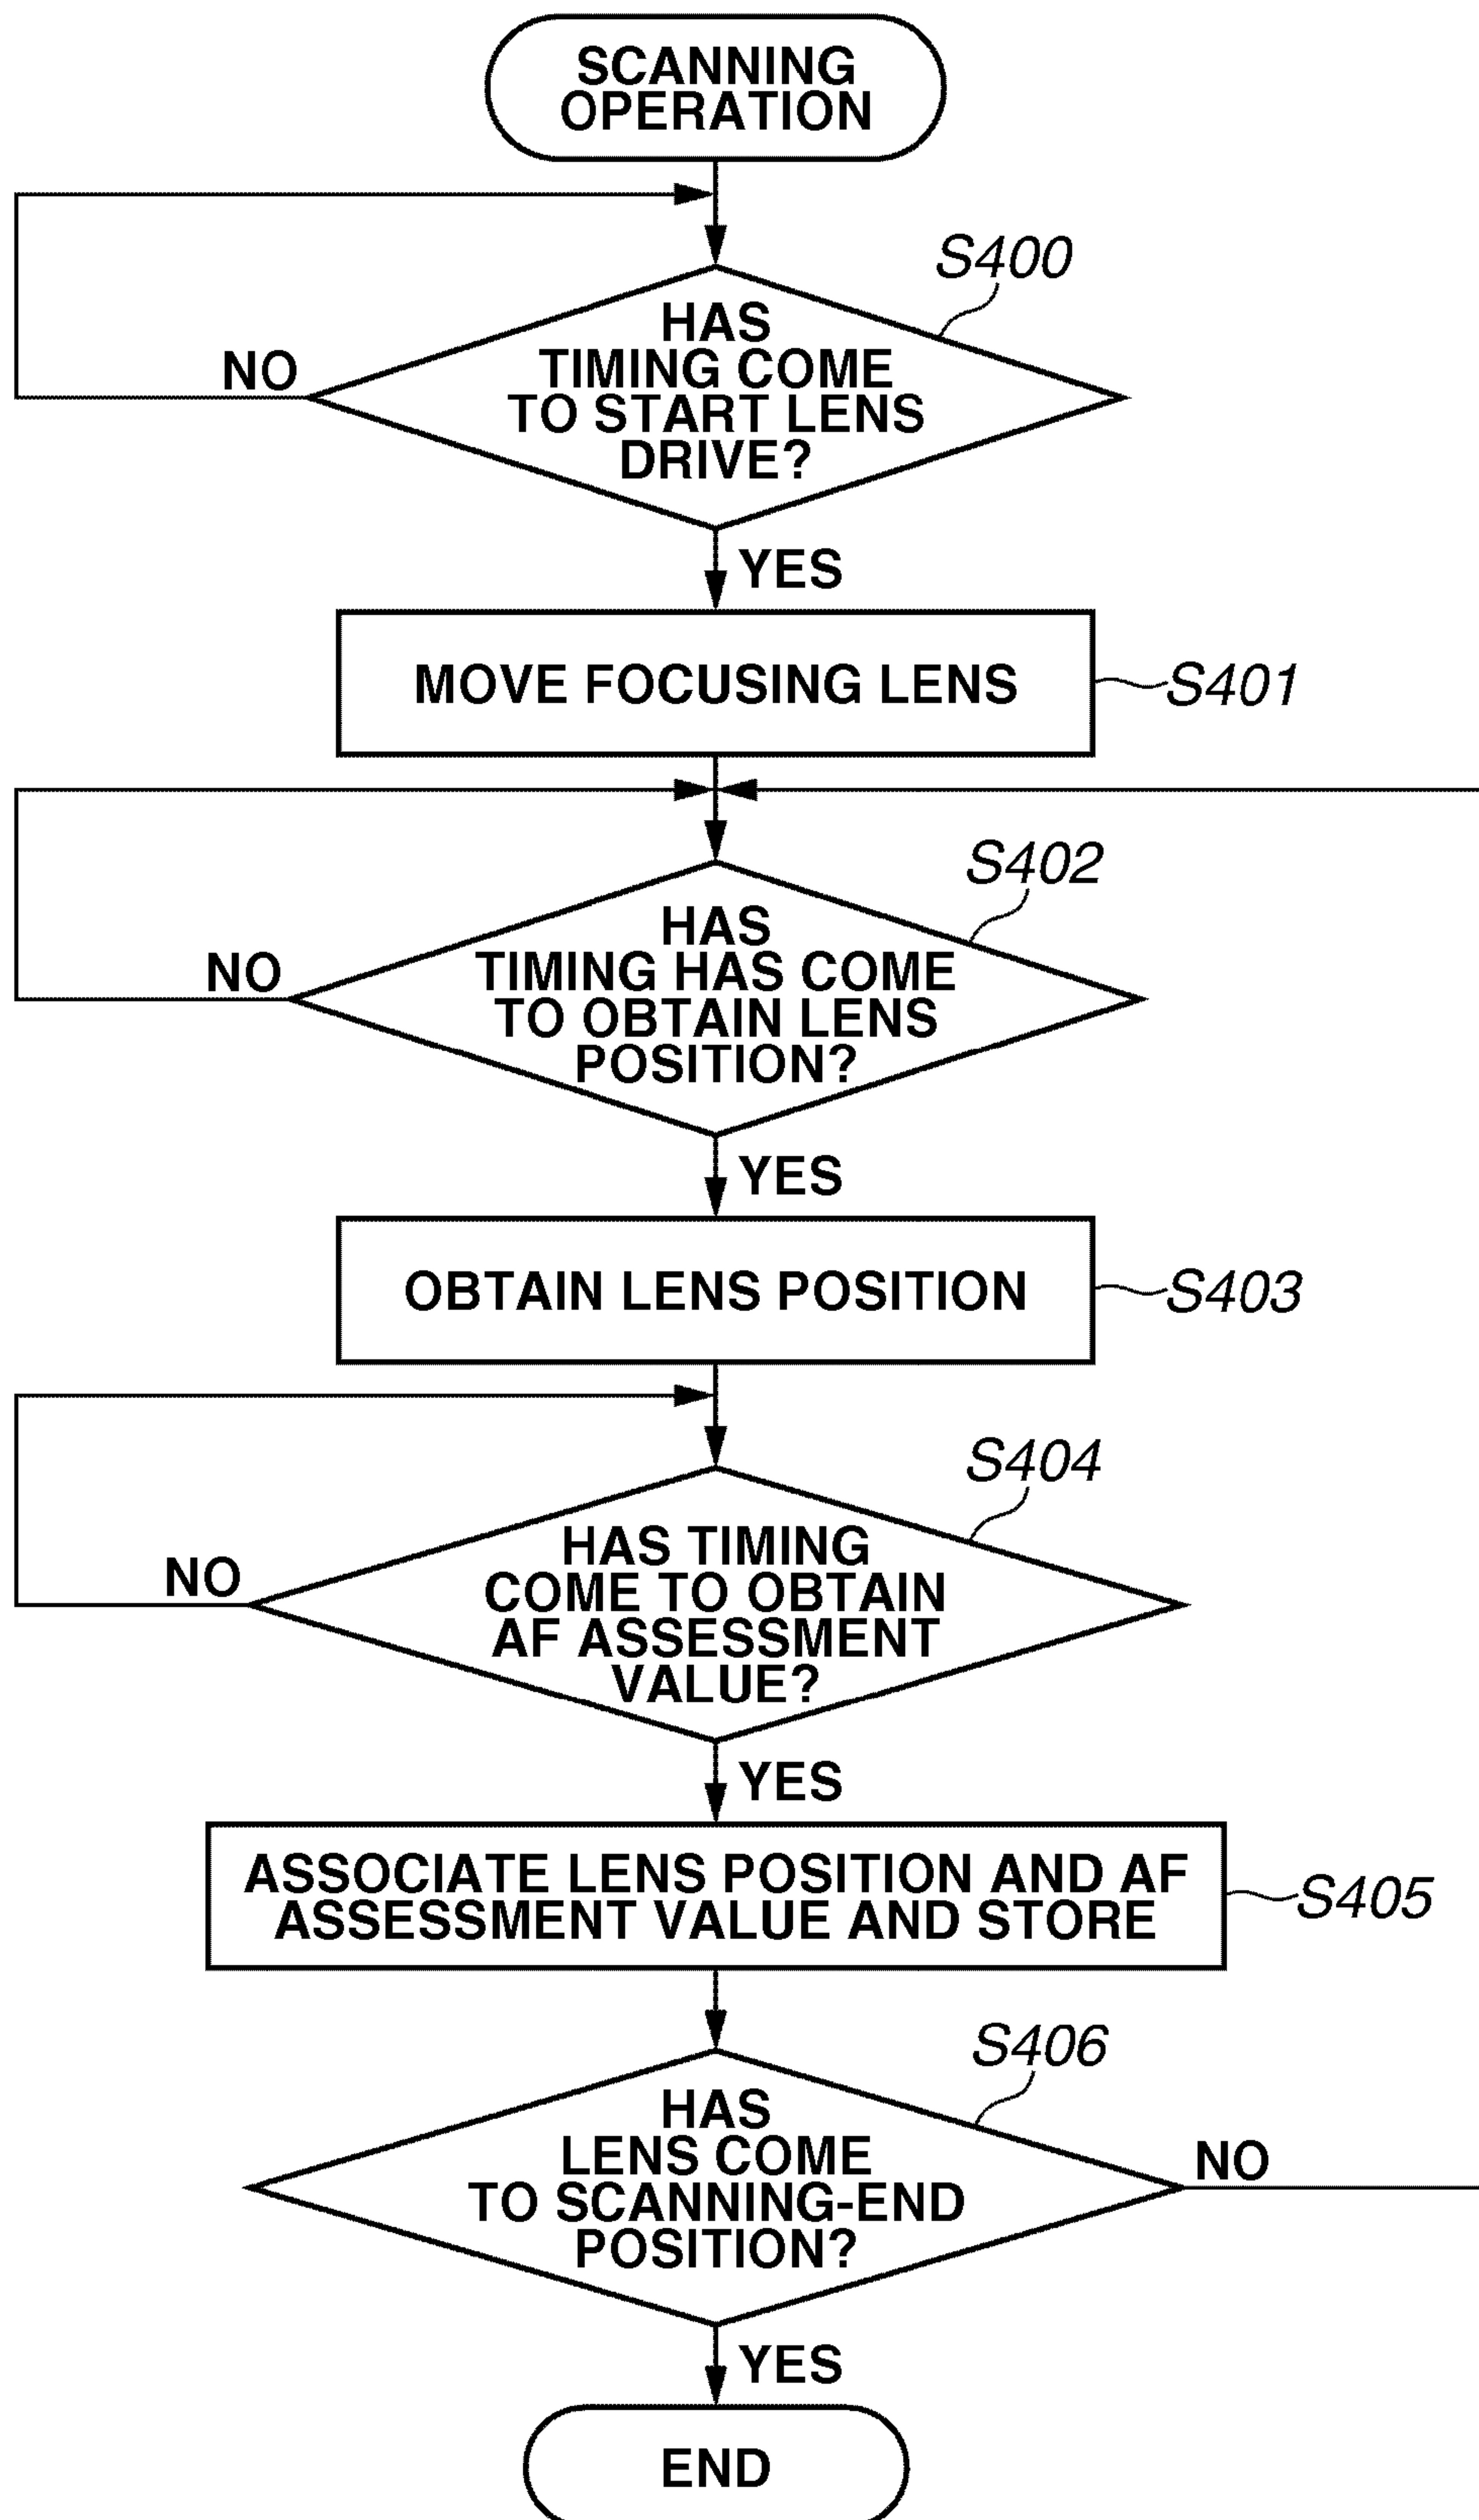 SCANNING
OPERATION
S400
HAS
TIMING COME
TO START LENS
DRIVE?
NO
YES
MOVE FOCUSING LENS
S401
S402
HAS
TIMING HAS COME
TO OBTAIN LENS
POSITION?
NO
YES
OBTAIN LENS POSITION
S403
S404
HAS TIMING
COME TO OBTAIN
AF ASSESSMENT
VALUE?
NO
YES
ASSOCIATE LENS POSITION AND AF
ASSESSMENT VALUE AND STORE
S405
S406
HAS
LENS COME
TO SCANNING-END
POSITION?
NO
YES
END